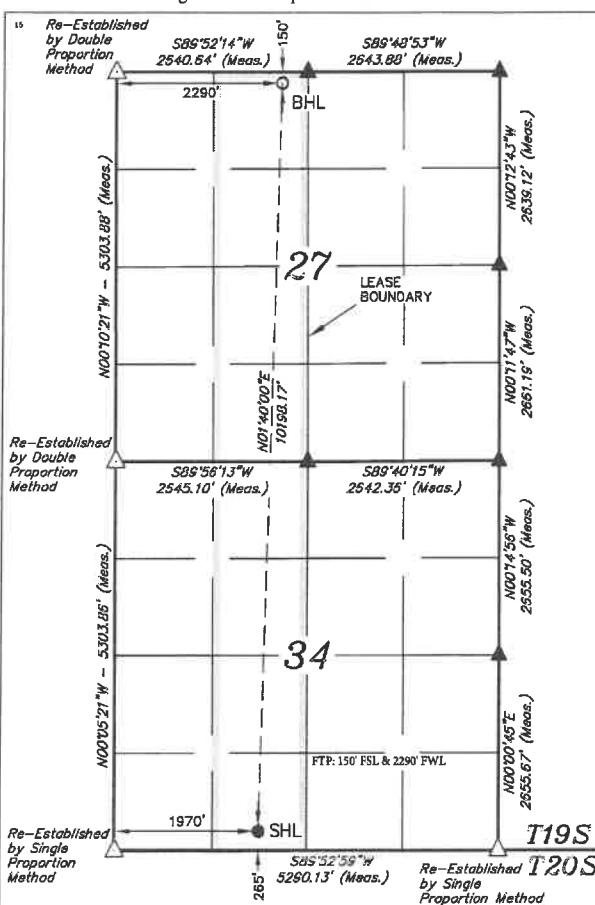 15
Re-Established
by Double
Proportion
Method
S89°52'14"W
2540.64' (Meas.)
150'
S89°48'53"W
2643.88' (Meas.)
2290'
BHL
N00°12'43"W
2639.12' (Meas.)
N00°10'21"W - 5303.88' (Meas.)
27
LEASE
BOUNDARY
N00°11'47"W
2661.19' (Meas.)
N01°40'00"E
10198.17'
Re-Established
by Double
Proportion
Method
S89°56'13"W
2545.10' (Meas.)
S89°40'15"W
2542.35' (Meas.)
N00°14'56"W
2655.50' (Meas.)
N00°05'21"W - 5303.86' (Meas.)
34
N00°00'45"E
2655.67' (Meas.)
FTP: 150' FSL & 2290' FWL
1970'
SHL
265'
Re-Established
by Single
Proportion
Method
S89°52'59"W
5290.13' (Meas.)
Re-Established
by Single
Proportion Method
T19S
T20S